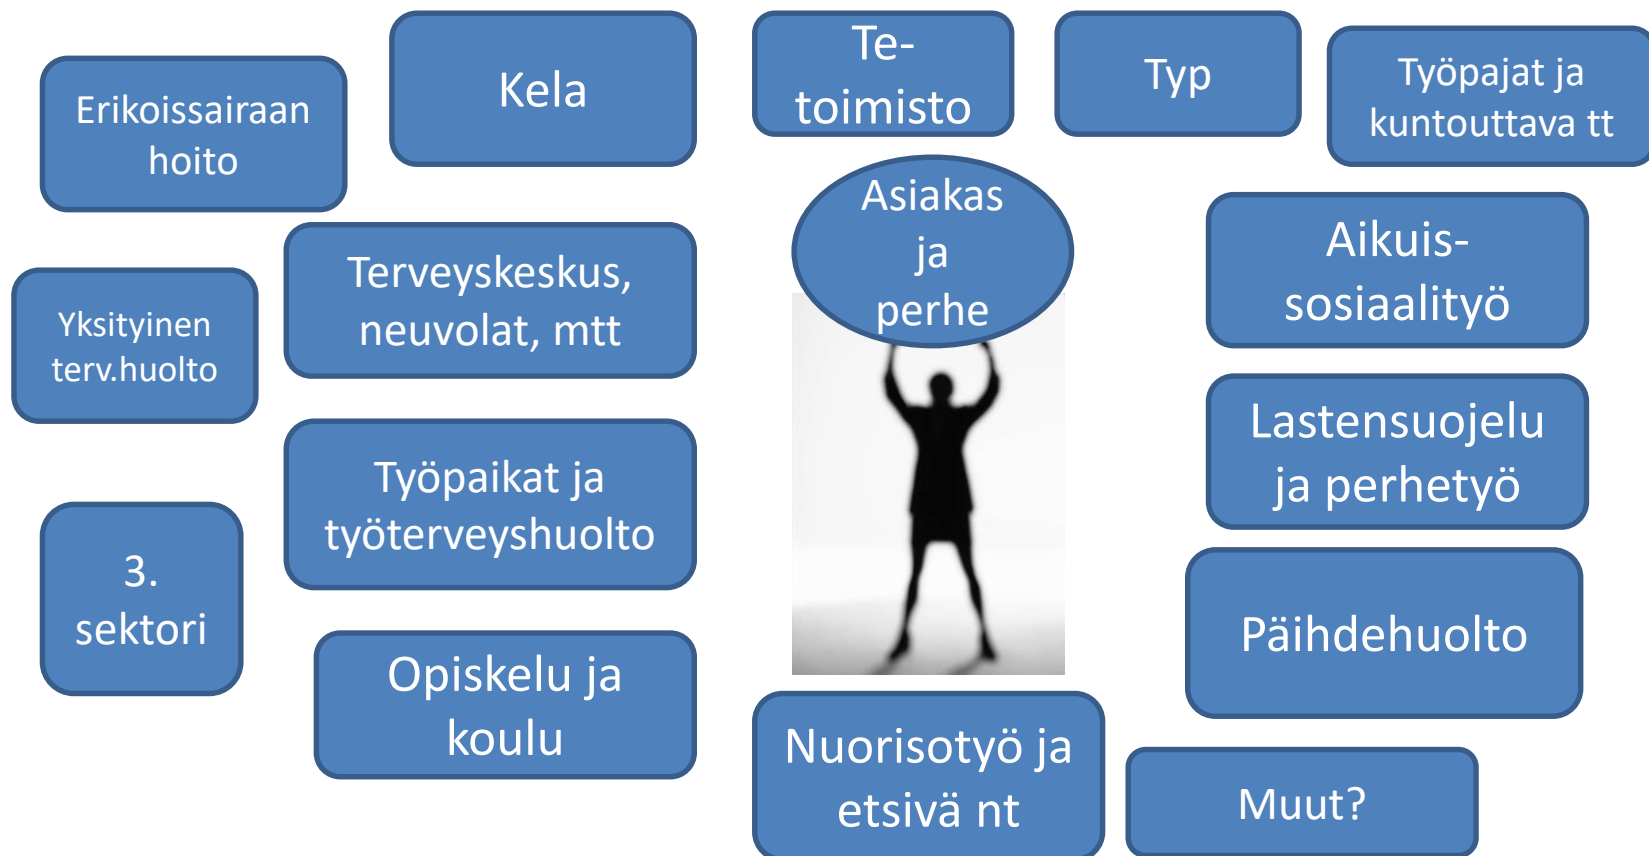 Erikoissairaan
hoito
Kela
Te-
toimisto
Typ
Työpajat ja
kuntouttava tt
Asiakas
ja
perhe
Yksityinen
terv.huolto
Terveyskeskus,
neuvolat, mtt
Aikuis-
sosiaalityö
Työpaikat ja
työterveyshuolto
Lastensuojelu
ja perhetyö
3.
sektori
Opiskelu ja
koulu
Päihdehuolto
Nuorisotyö ja
etsivä nt
Muut?